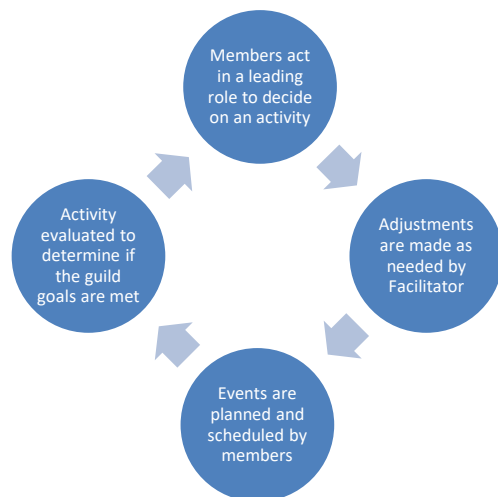 Members act
in a leading
role to decide
on an activity
Adjustments
are made as
needed by
Facilitator
Events are
planned and
scheduled by
members
Activity
evaluated to
determine if
the guild
goals are met